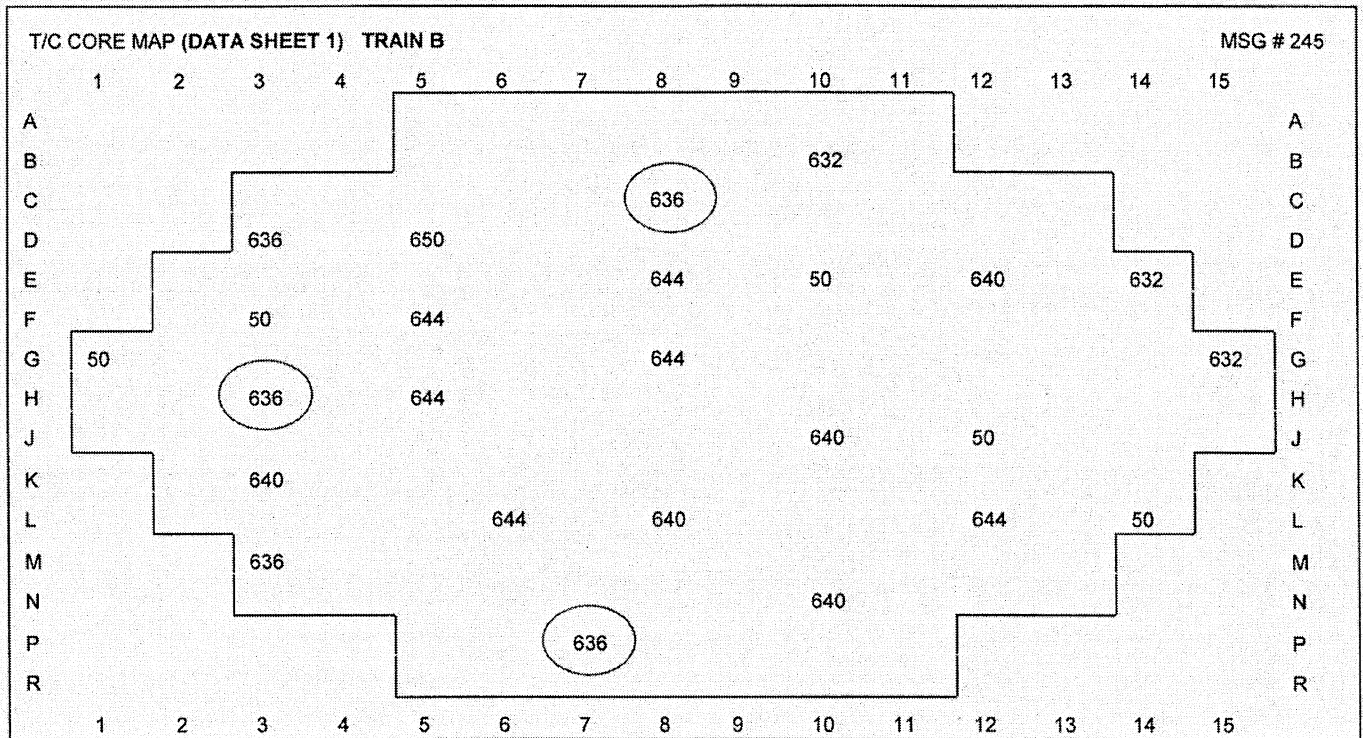 T/C CORE MAP (DATA SHEET 1) TRAIN B MSG # 245
1 2 3 4 5 6 7 8 9 10 11 12 13 14 15
A A
B 632 B
C 636 C
D 636 650 D
E 644 50 640 632 E
F 50 644 F
G 50 644 632 G
H 636 644 H
J 640 50 J
K 640 K
L 644 640 644 50 L
M 636 M
N 640 N
P 636 P
R R
1 2 3 4 5 6 7 8 9 10 11 12 13 14 15